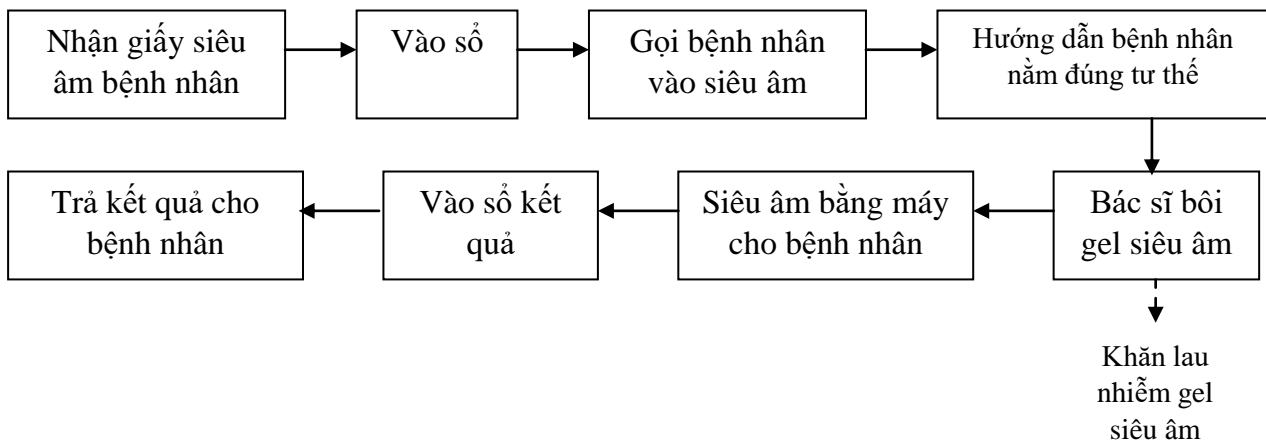 Nhận giấy siêu
âm bệnh nhân
Vào sổ
Gọi bệnh nhân
vào siêu âm
Hướng dẫn bệnh nhân
nằm đúng tư thế
Bác sĩ bôi
gel siêu âm
Siêu âm bằng máy
cho bệnh nhân
Vào sổ kết
quả
Trả kết quả cho
bệnh nhân
Khăn lau
nhiễm gel
siêu âm